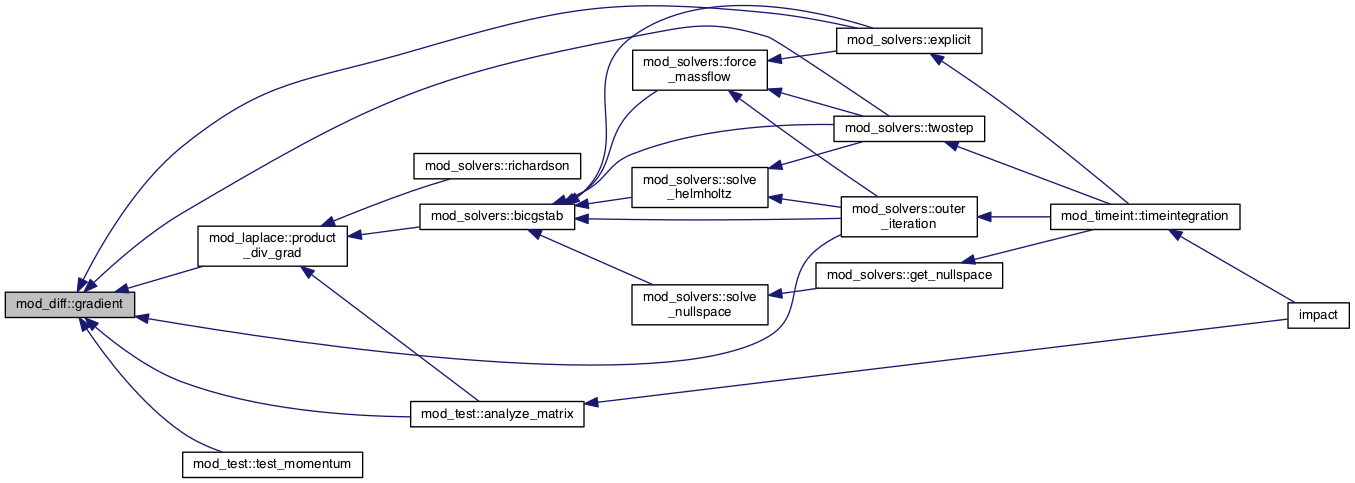 mod_solvers::explicit
mod_solvers::force
_massflow
mod_solvers::twostep
mod_solvers::richardson
mod_solvers::solve
_helmholtz
mod_solvers::bicgstab
mod_solvers::outer
_iteration
mod_timeint::timeintegration
mod_laplace::product
_div_grad
mod_solvers::get_nullspace
mod_diff::gradient
mod_solvers::solve
_nullspace
impact
mod_test::analyze_matrix
mod_test::test_momentum